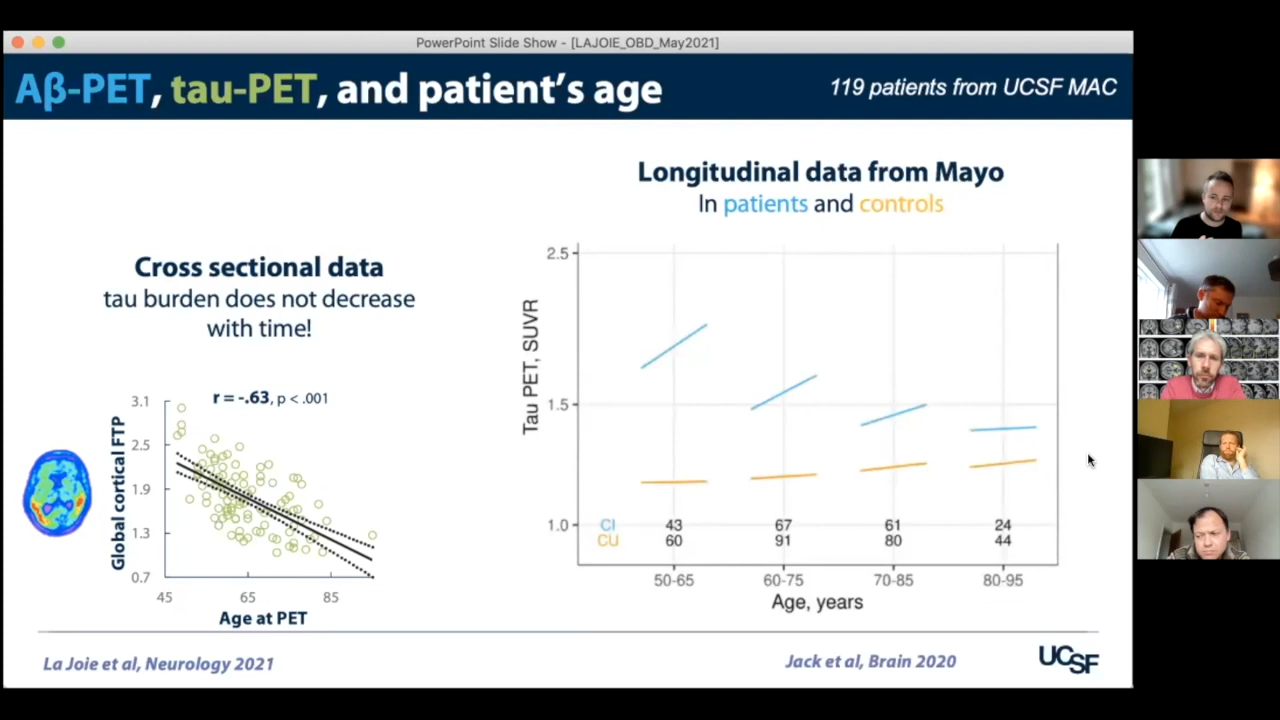 PowerPoint Slide Show - [LAJOIE_OBD_May2021]
Aβ-PET, tau-PET, and patient's age
119 patients from UCSF MAC
Cross sectional data
tau burden does not decrease
with time!
r = -.63, p < .001
Global cortical FTP
3.1
2.5
1.9
1.3
0.7
45 65 85
Age at PET
Longitudinal data from Mayo
In patients and controls
Tau PET, SUVR
2.5
1.5
1.0
CI 43 67 61 24
CU 60 91 80 44
50-65 60-75 70-85 80-95
Age, years
La Joie et al, Neurology 2021
Jack et al, Brain 2020
UCSF